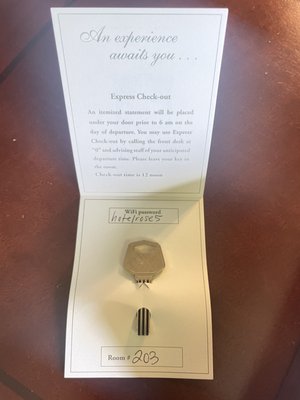 An experience
awaits you . . .
Express Check-out
An itemized statement will be placed
under your door prior to 6 am on the
day of departure. You may use Express
Check-out by calling the front desk at
"0" and advising staff of your anticipated
departure time. Please leave your key in
the room.
Check-out time is 12 noon
WiFi password
hotelrose5
Room # 203